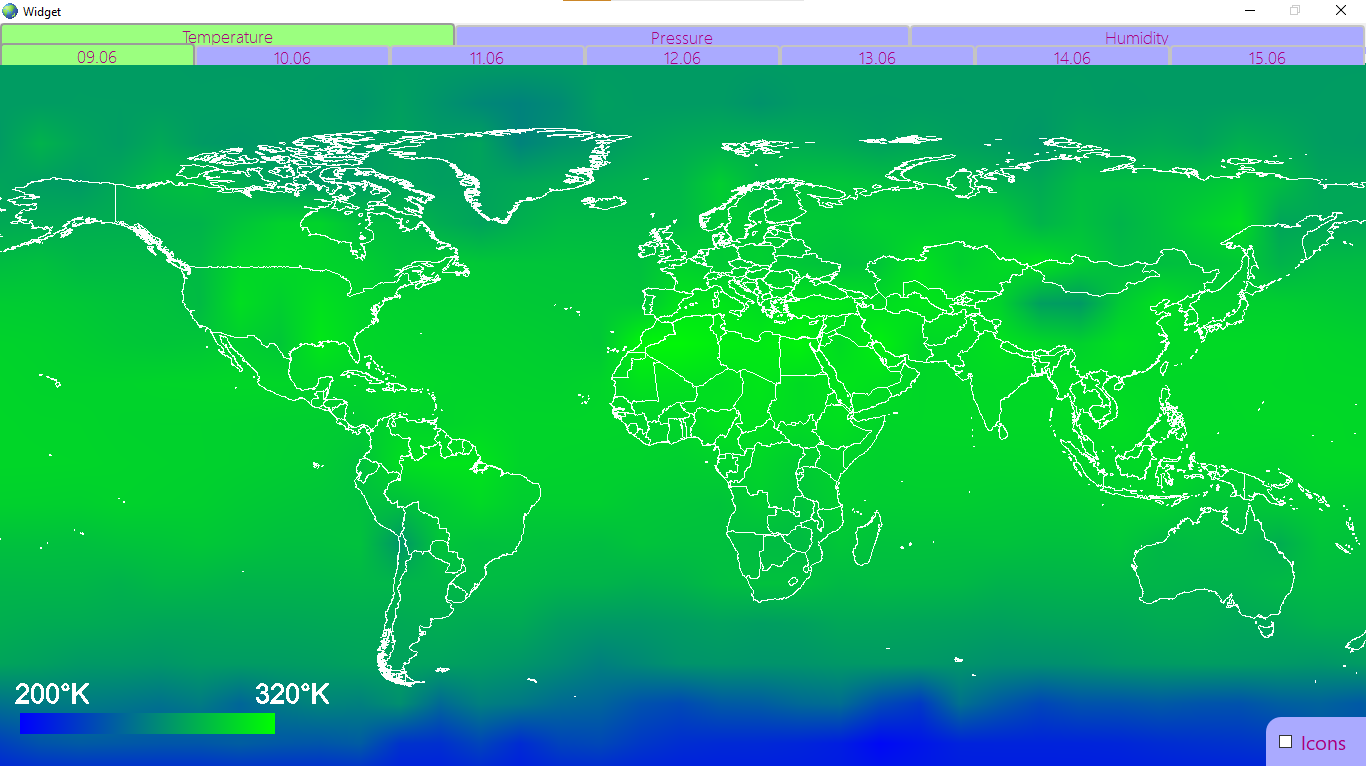 Widget
Temperature Pressure Humidity
09.06 10.06 11.06 12.06 13.06 14.06 15.06
200°K 320°K
Icons